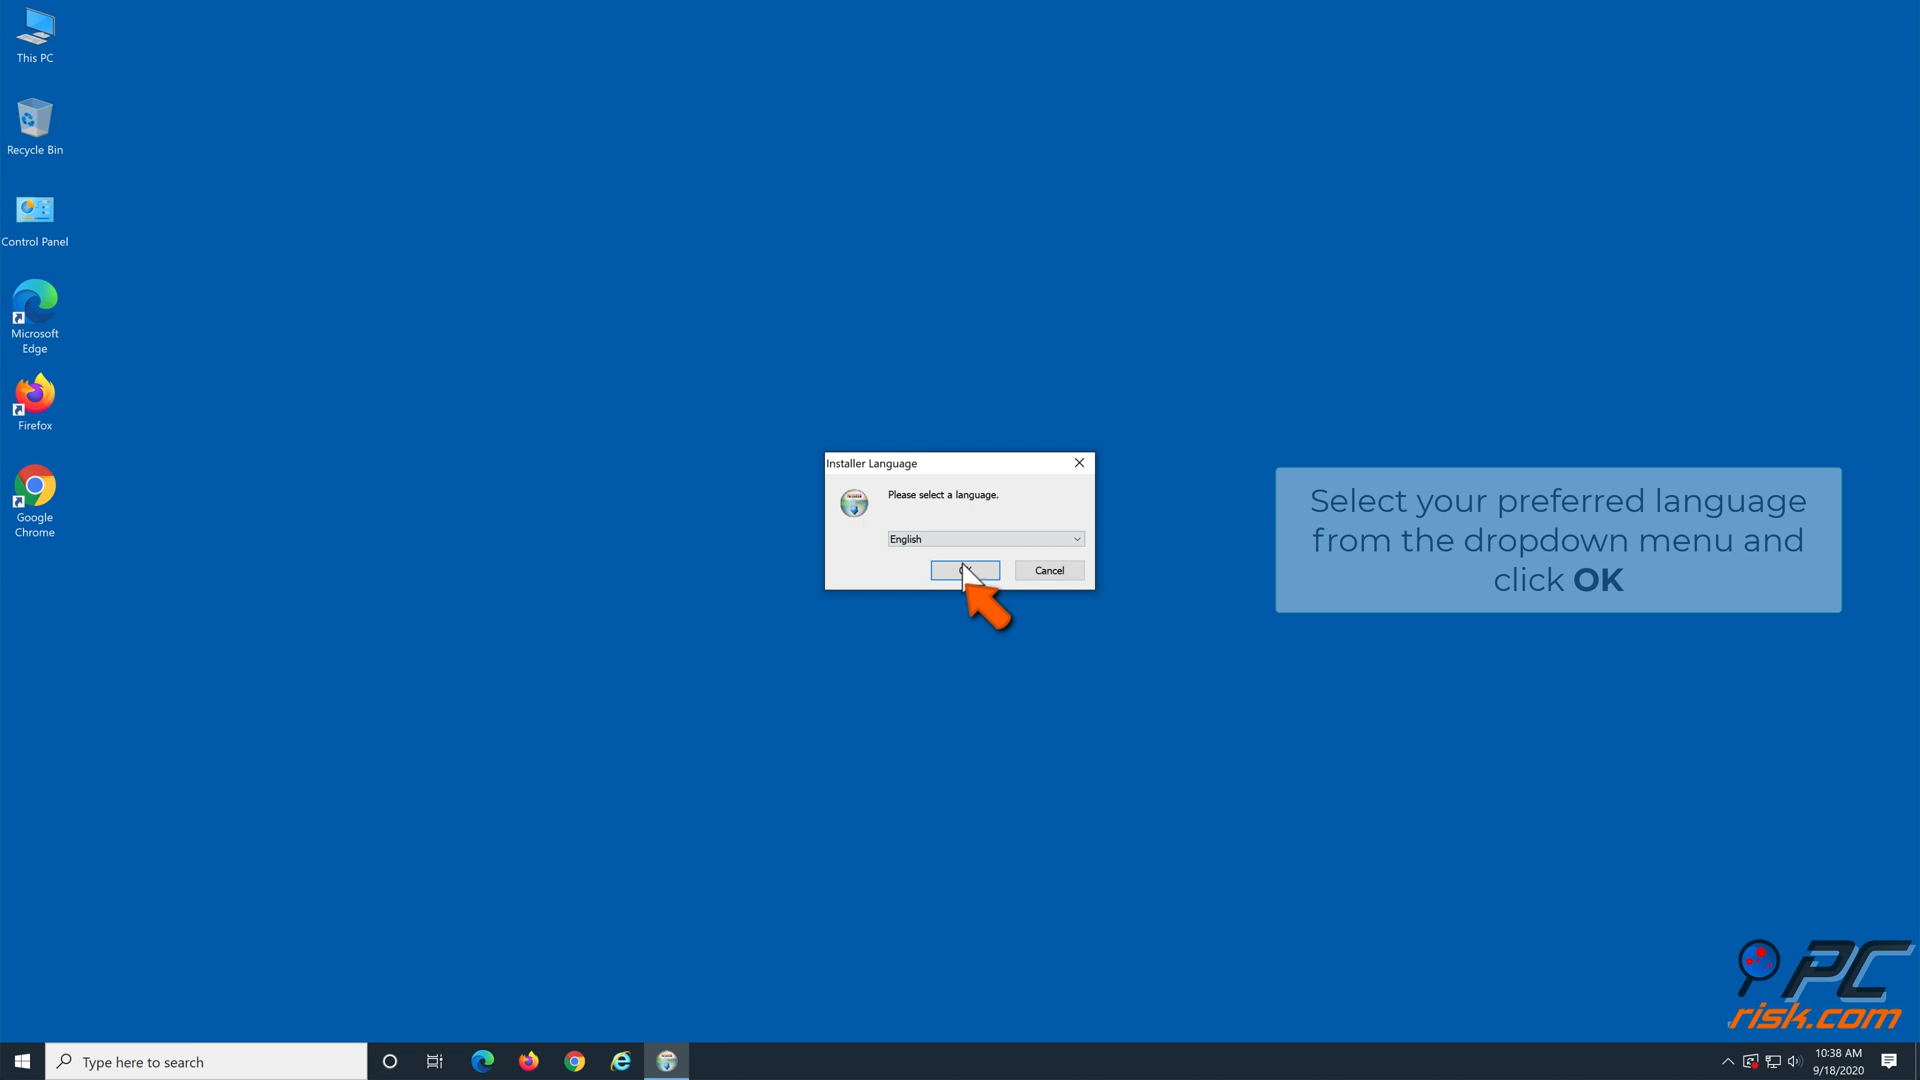 This PC
Recycle Bin
Control Panel
Microsoft
Edge
Firefox
Google
Chrome
Installer Language
Please select a language.
English
Cancel
Select your preferred language
from the dropdown menu and
click OK
PC
risk.com
Type here to search
10:38 AM
9/18/2020